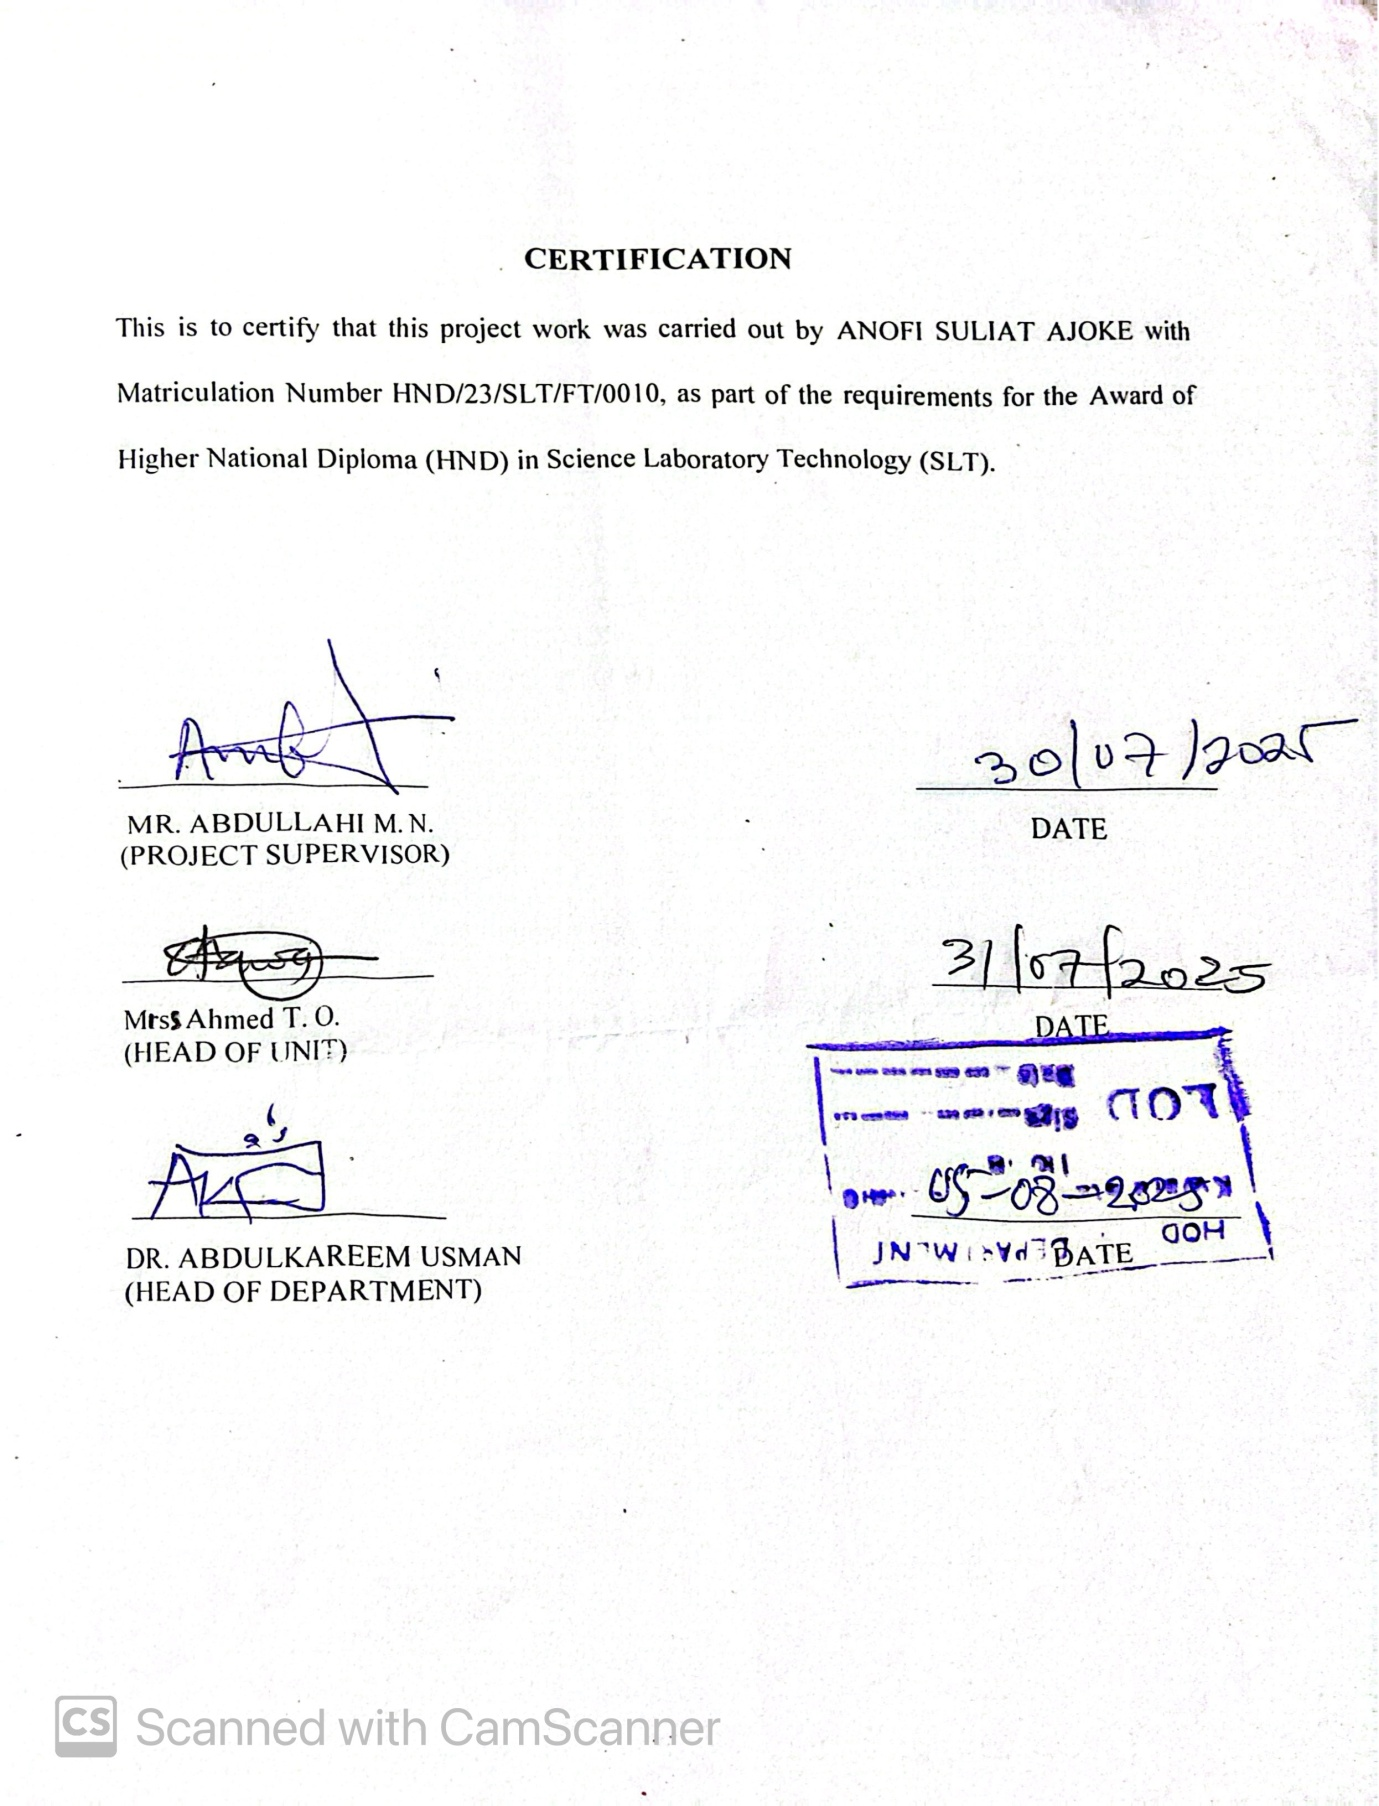 CERTIFICATION
This is to certify that this project work was carried out by ANOFI SULIAT AJOKE with
Matriculation Number HND/23/SLT/FT/0010, as part of the requirements for the Award of
Higher National Diploma (HND) in Science Laboratory Technology (SLT).
30/07/2025
MR. ABDULLAHI M. N.
DATE
(PROJECT SUPERVISOR)
31/07/2025
Mrss Ahmed T. O.
DATE
(HEAD OF UNIT)
05-08-2025
HOD
DR. ABDULKAREEM USMAN
DATE
(HEAD OF DEPARTMENT)
CS Scanned with CamScanner